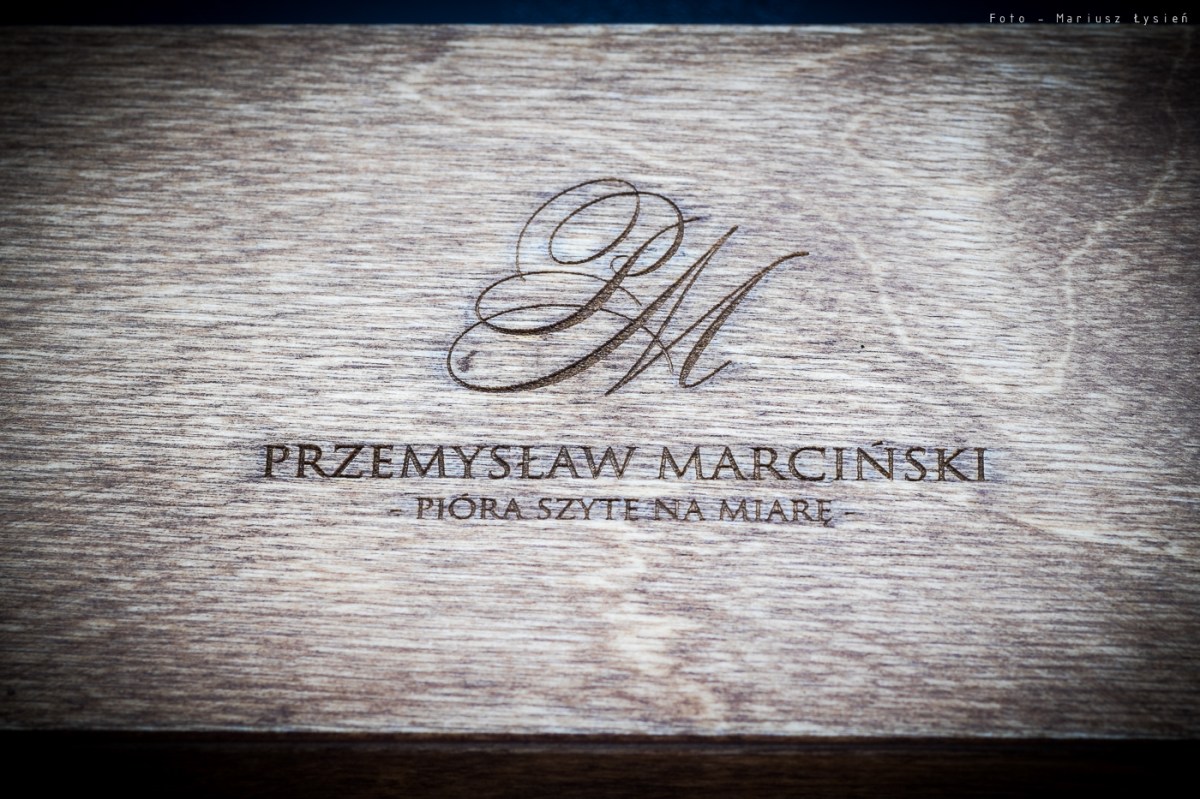 Foto - Mariusz Łysień
PM
PRZEMYSŁAW MARCIŃSKI
- PIÓRA SZYTE NA MIARĘ -